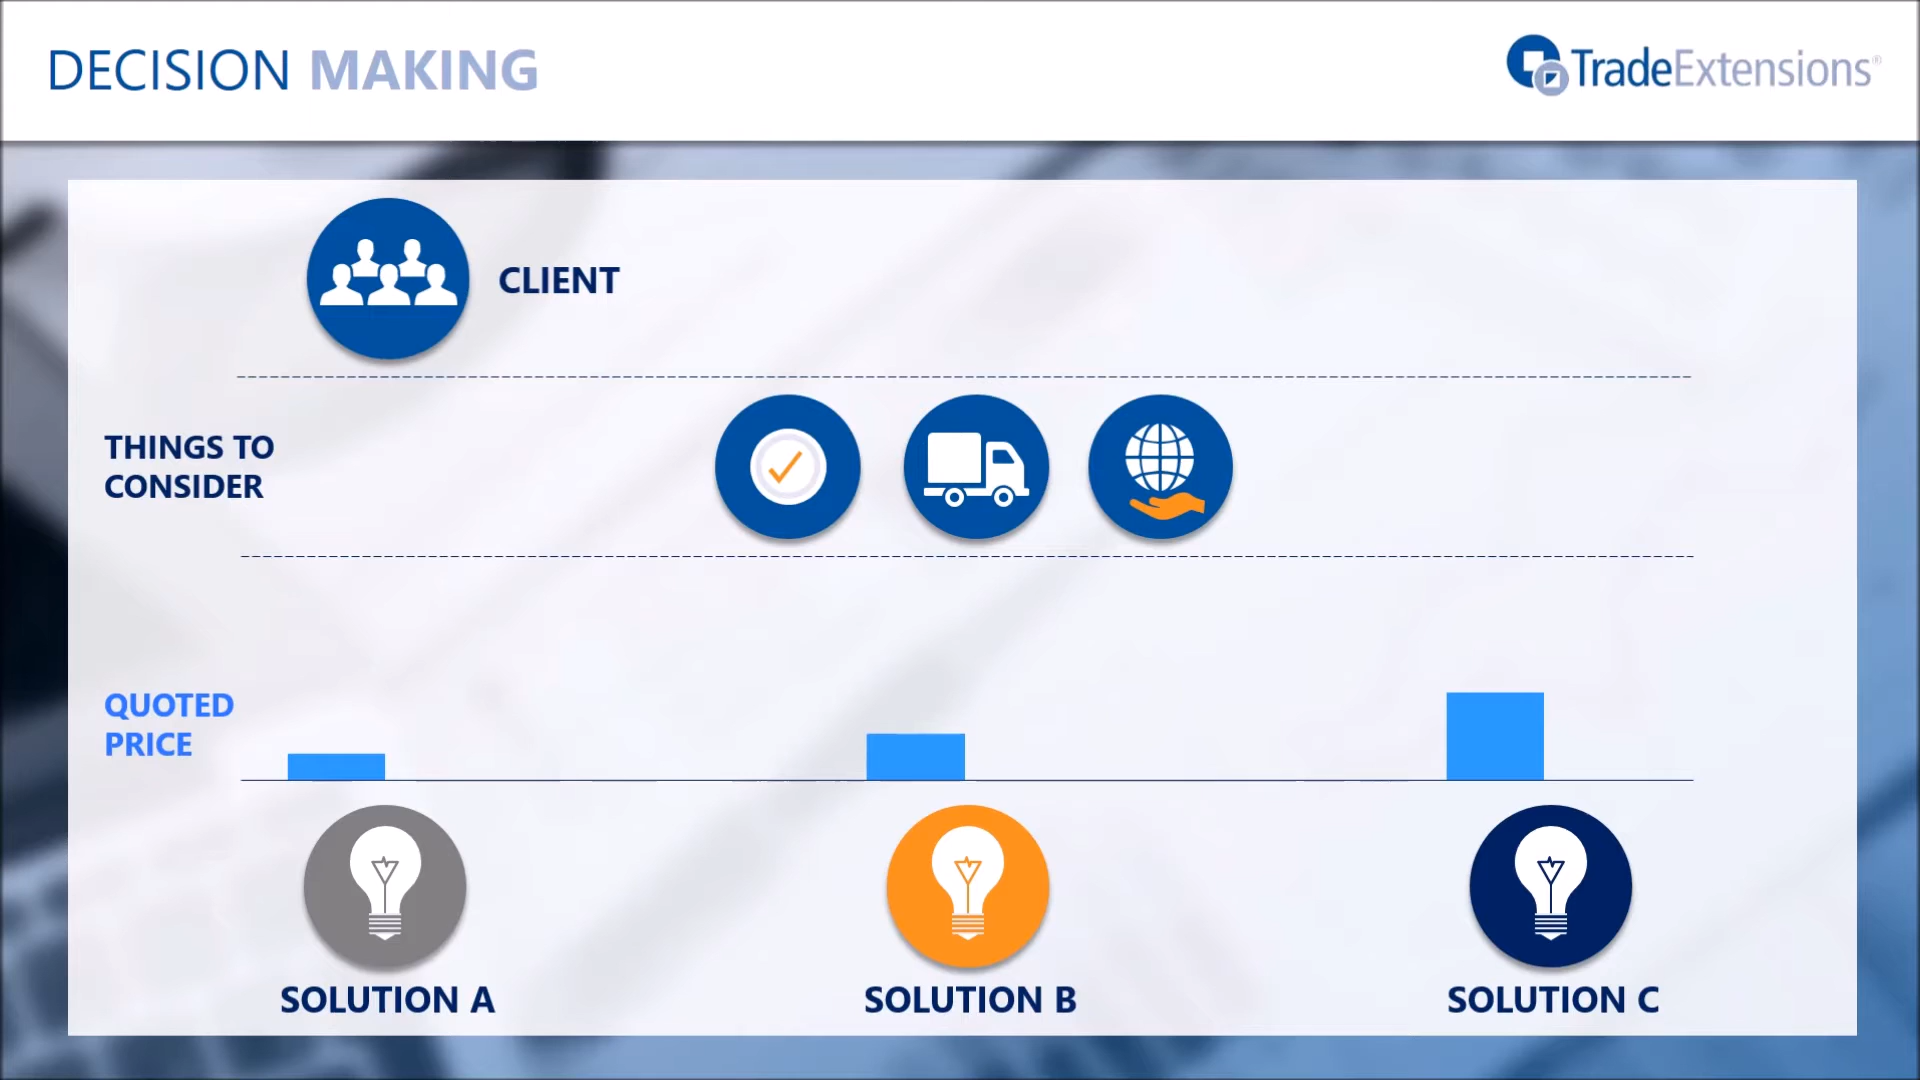 DECISION MAKING
TradeExtensions®
CLIENT
THINGS TO
CONSIDER
QUOTED
PRICE
SOLUTION A
SOLUTION B
SOLUTION C